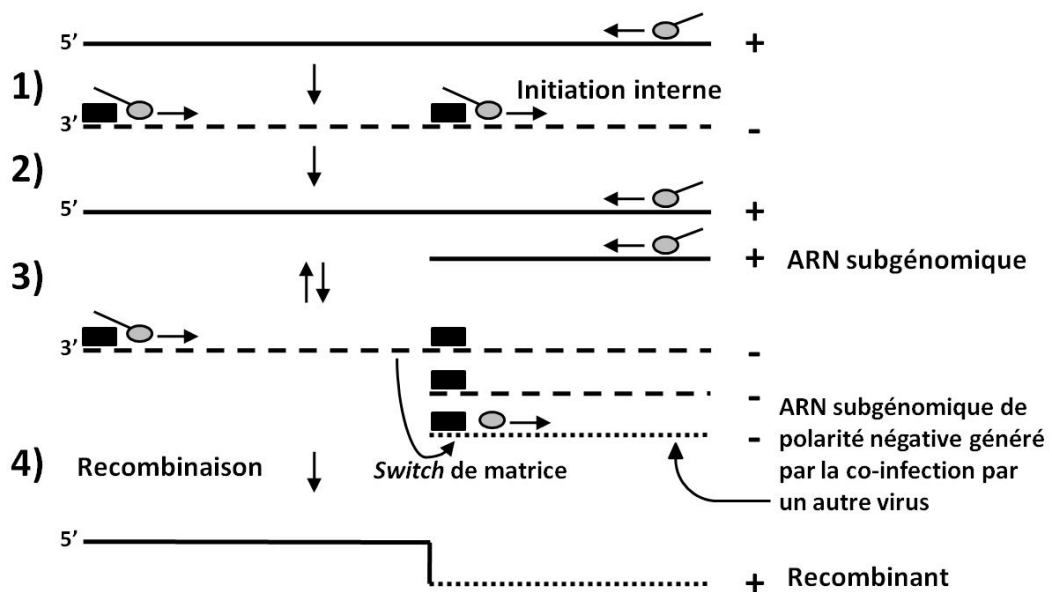 5’ +
1) Initiation interne
3’ -
2)
5’ +
+ ARN subgénomique
3)
3’ -
-
ARN subgénomique de
- polarité négative généré
4) Recombinaison Switch de matrice par la co-infection par
un autre virus
5’
+ Recombinant